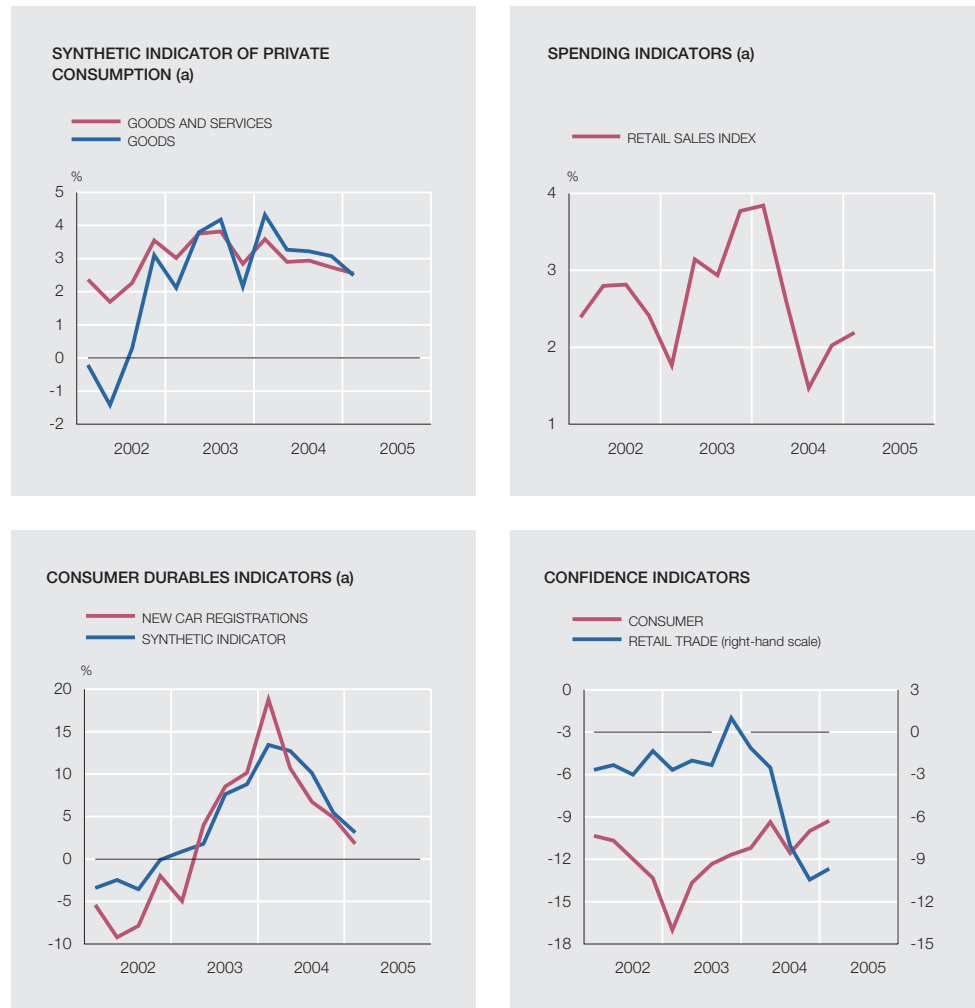 SYNTHETIC INDICATOR OF PRIVATE
CONSUMPTION (a)
GOODS AND SERVICES
GOODS
%
5
4
3
2
1
0
-1
-2
2002 2003 2004 2005
SPENDING INDICATORS (a)
RETAIL SALES INDEX
%
4
3
2
1
2002 2003 2004 2005
CONSUMER DURABLES INDICATORS (a)
NEW CAR REGISTRATIONS
SYNTHETIC INDICATOR
%
20
15
10
5
0
-5
-10
2002 2003 2004 2005
CONFIDENCE INDICATORS
CONSUMER
RETAIL TRADE (right-hand scale)
0 3
-3 0
-6 -3
-9 -6
-12 -9
-15 -12
-18 -15
2002 2003 2004 2005